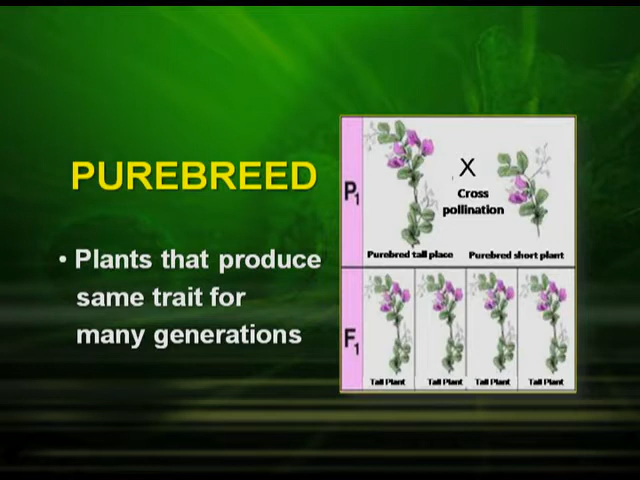 PUREBREED
• Plants that produce
same trait for
many generations
P1
X
Cross
pollination
Purebred tall place
Purebred short plant
F1
Tall Plant
Tall Plant
Tall Plant
Tall Plant